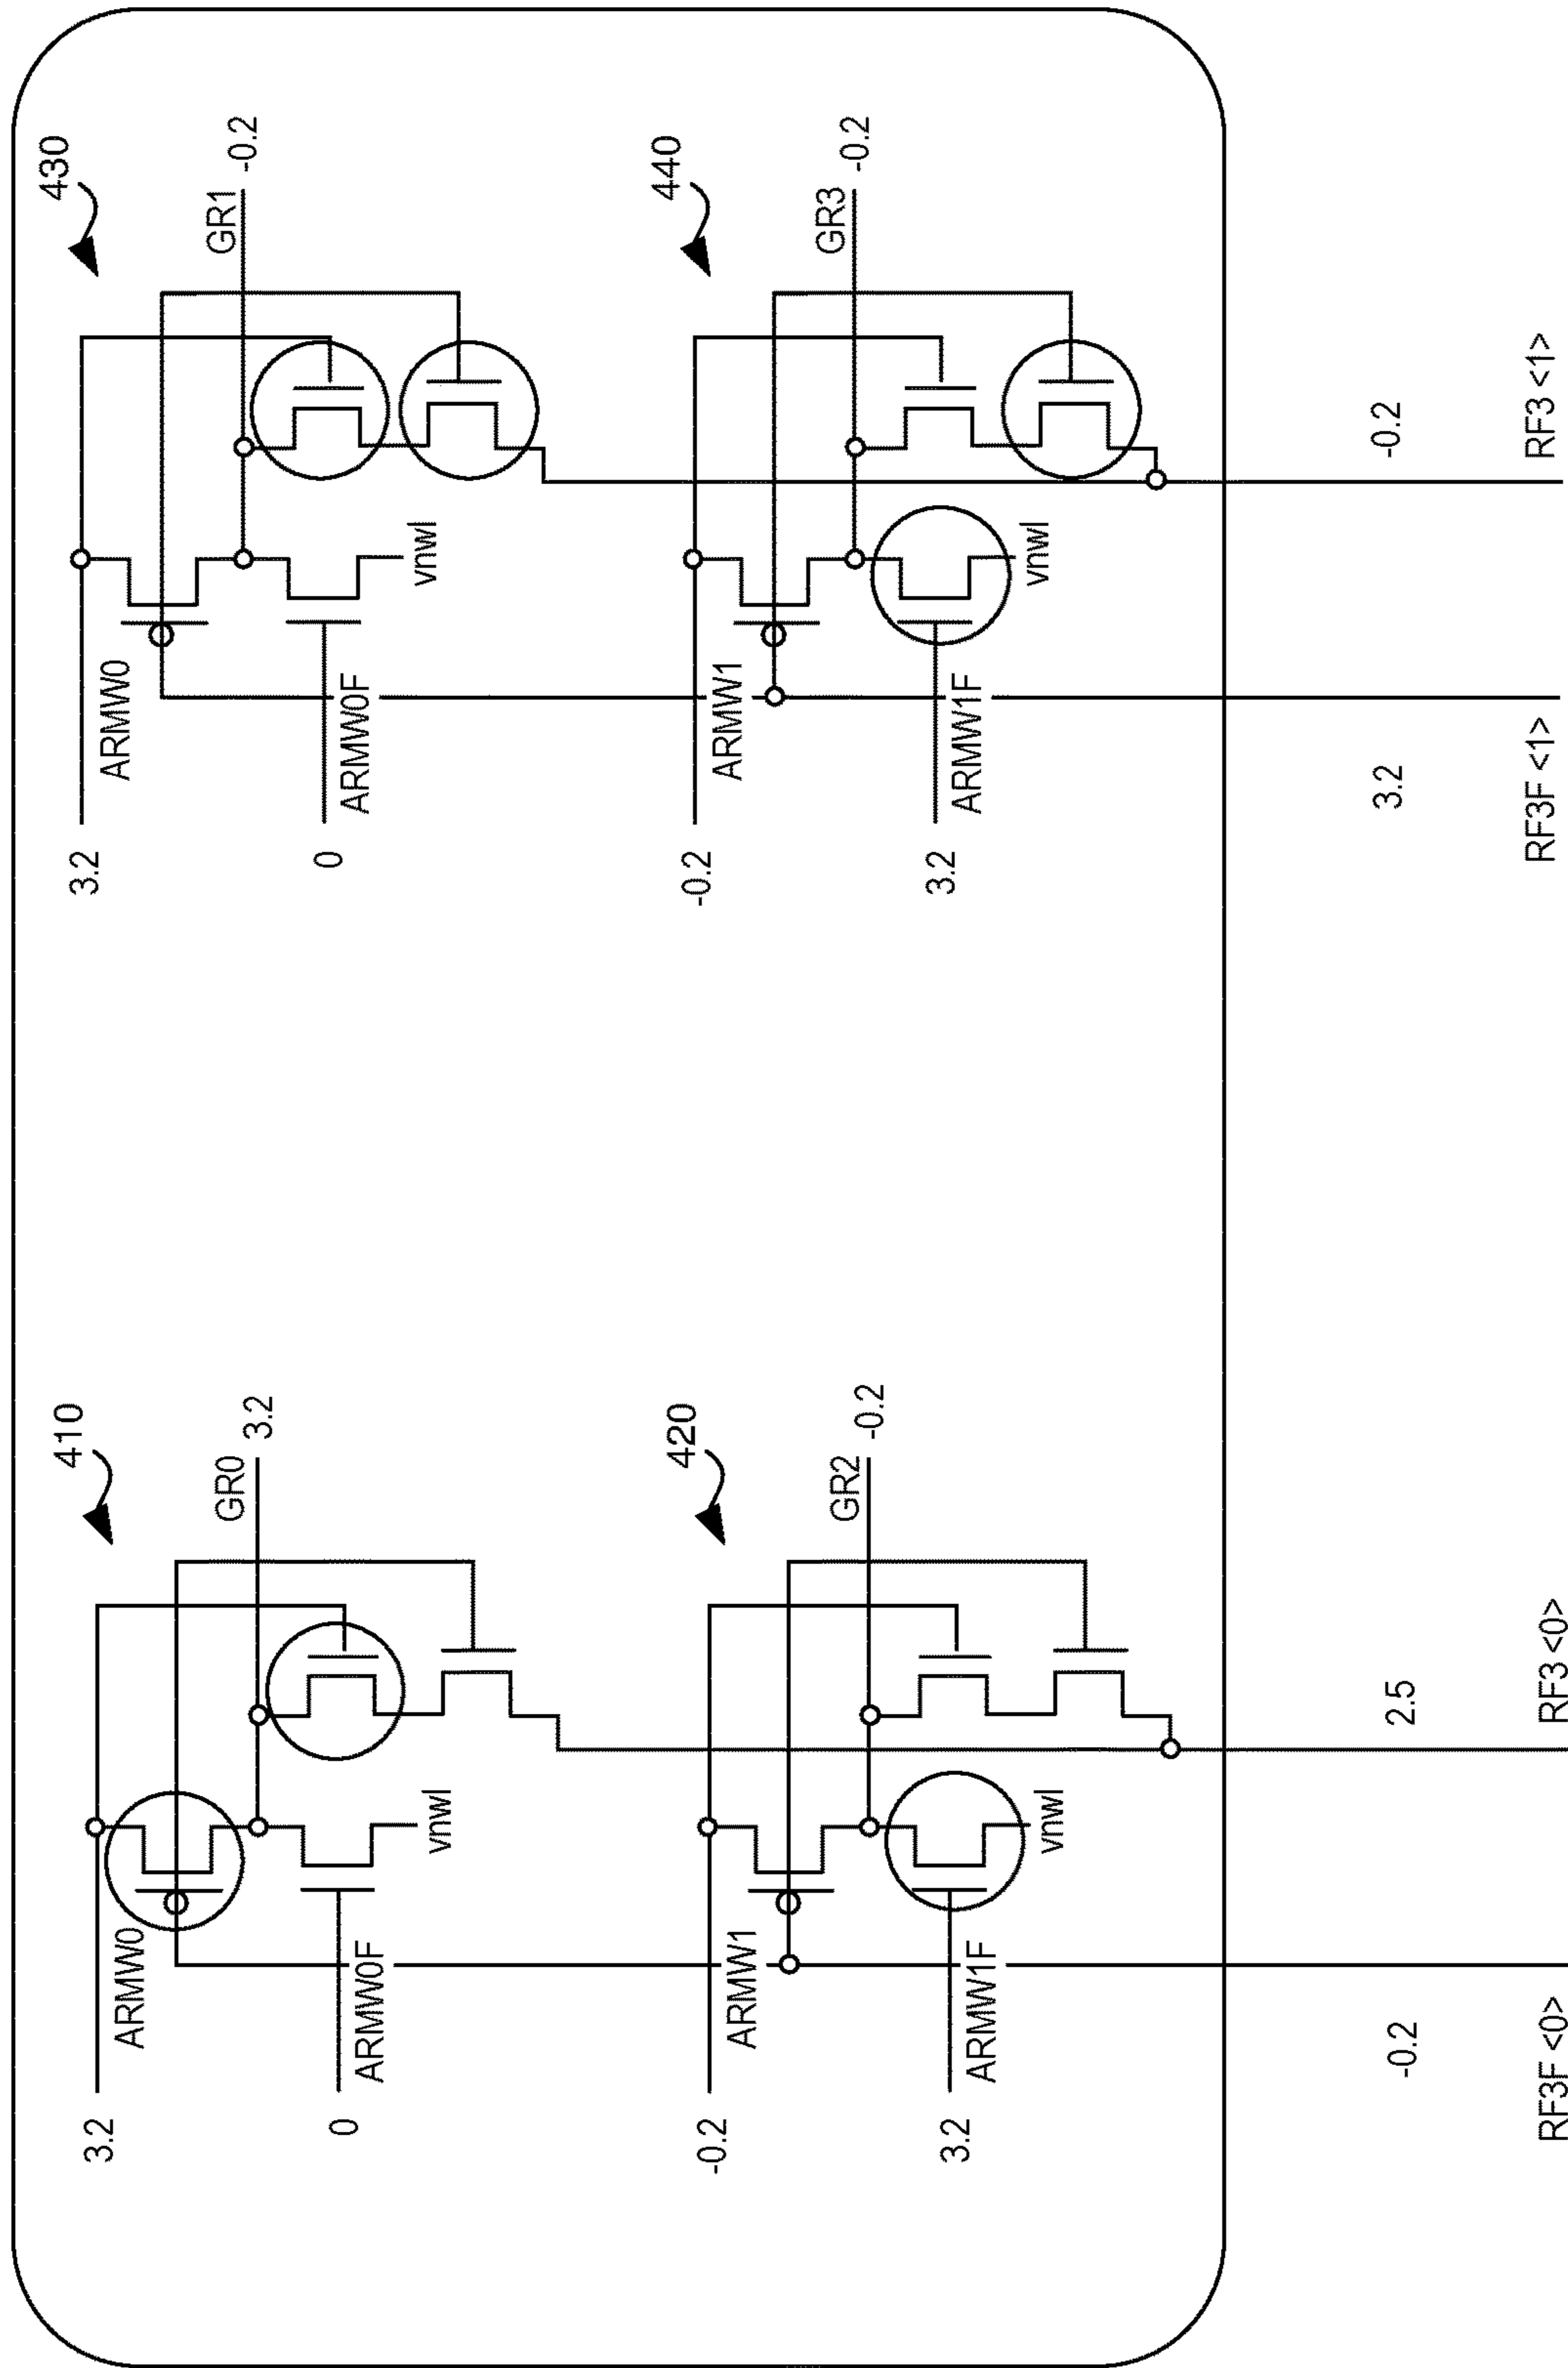 410
3.2
ARMW0
GR0
3.2
0
ARMW0F
vnwl
420
-0.2
ARMW1
GR2
-0.2
3.2
ARMW1F
vnwl
430
3.2
ARMW0
GR1
-0.2
0
ARMW0F
vnwl
440
-0.2
ARMW1
GR3
-0.2
3.2
ARMW1F
vnwl
-0.2
2.5
3.2
-0.2
RF3F <0>
RF3 <0>
RF3F <1>
RF3 <1>